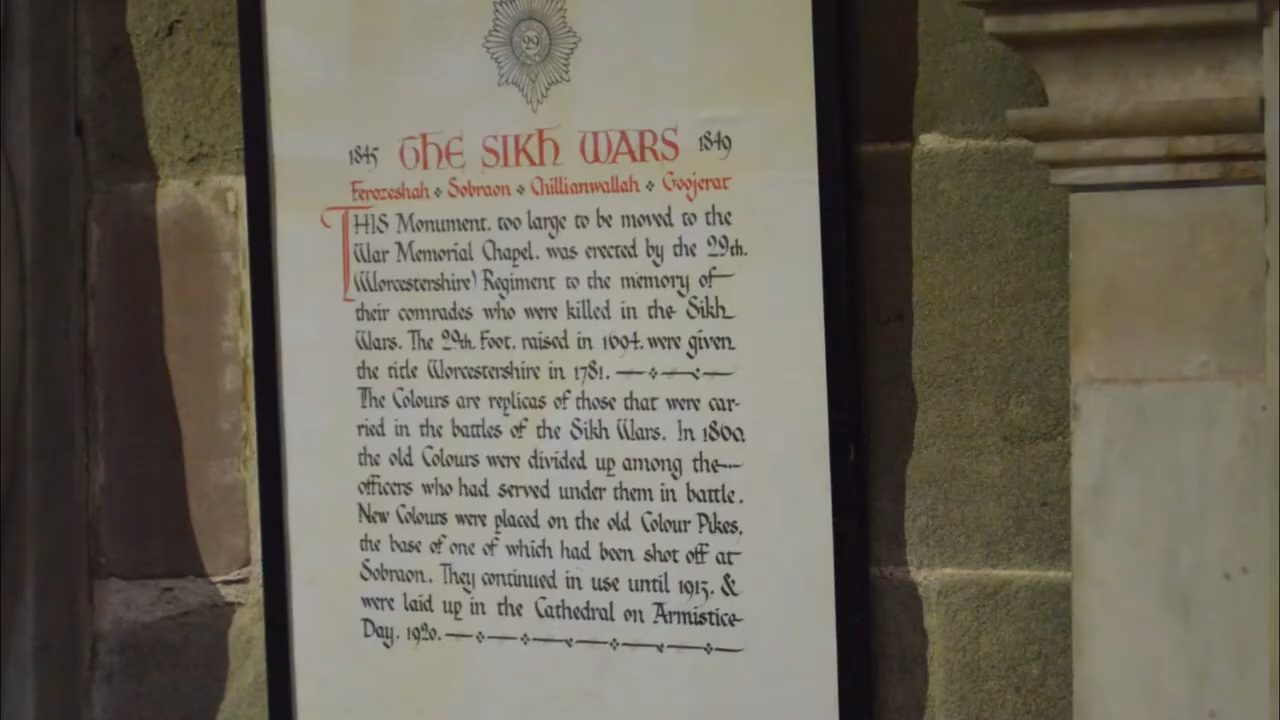 29
1845 THE SIKH WARS 1849
Ferozeshah ⬩ Sobraon ⬩ Chillianwallah ⬩ Goojerat
THIS Monument, too large to be moved to the
War Memorial Chapel, was erected by the 29th.
(Worcestershire) Regiment to the memory of
their comrades who were killed in the Sikh
Wars. The 29th. Foot, raised in 1694, were given
the title Worcestershire in 1781.
The Colours are replicas of those that were car-
ried in the battles of the Sikh Wars. In 1860,
the old Colours were divided up among the
officers who had served under them in battle.
New Colours were placed on the old Colour Pikes,
the base of one of which had been shot off at
Sobraon. They continued in use until 1913, &
were laid up in the Cathedral on Armistice
Day, 1920.